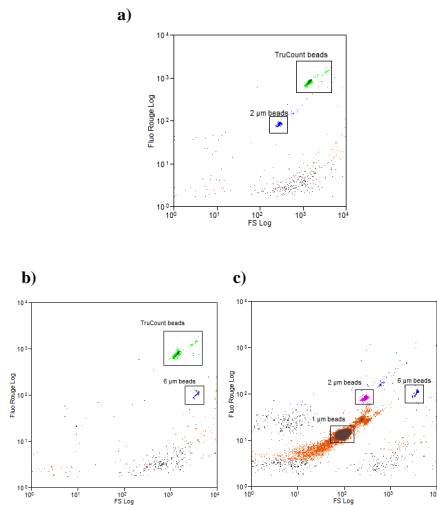 a)
TruCount beads
2 µm beads
Fluo Rouge Log
10⁴
10³
10²
10¹
10⁰
10⁰ 10¹ 10² 10³ 10⁴
FS Log
b)
TruCount beads
6 µm beads
Fluo Rouge Log
10⁴
10³
10²
10¹
10⁰
10⁰ 10¹ 10² 10³ 10⁴
FS Log
c)
2 µm beads
6 µm beads
1 µm beads
Fluo Rouge Log
10⁴
10³
10²
10¹
10⁰
10⁰ 10¹ 10² 10³ 10
FS Log